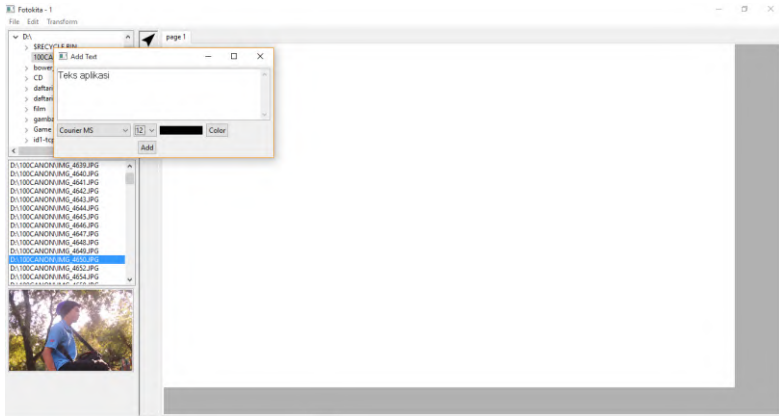 Fotokita - 1
File Edit Transform
D:\
$RECYCLE.BIN
100CA
bower
CD
daftar
daftar
film
gamba
Game
id1-tcp
page 1
Add Text
Teks aplikasi
Courier MS
12
Color
Add
D:\100CANON\IMG_4639.JPG
D:\100CANON\IMG_4640.JPG
D:\100CANON\IMG_4641.JPG
D:\100CANON\IMG_4642.JPG
D:\100CANON\IMG_4643.JPG
D:\100CANON\IMG_4644.JPG
D:\100CANON\IMG_4645.JPG
D:\100CANON\IMG_4646.JPG
D:\100CANON\IMG_4647.JPG
D:\100CANON\IMG_4648.JPG
D:\100CANON\IMG_4649.JPG
D:\100CANON\IMG_4650.JPG
D:\100CANON\IMG_4652.JPG
D:\100CANON\IMG_4654.JPG